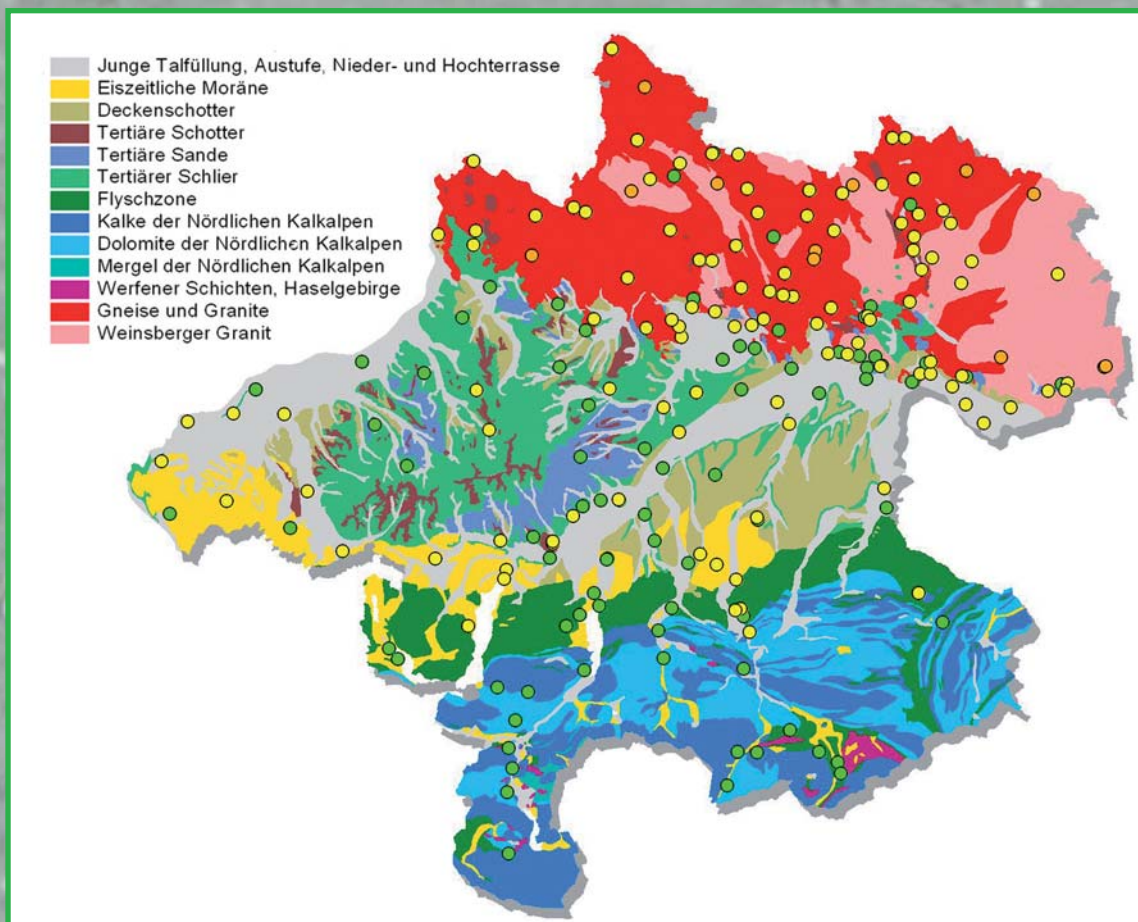 Junge Talfüllung, Austufe, Nieder- und Hochterrasse
Eiszeitliche Moräne
Deckenschotter
Tertiäre Schotter
Tertiäre Sande
Tertiärer Schlier
Flyschzone
Kalke der Nördlichen Kalkalpen
Dolomite der Nördlichen Kalkalpen
Mergel der Nördlichen Kalkalpen
Werfener Schichten, Haselgebirge
Gneise und Granite
Weinsberger Granit